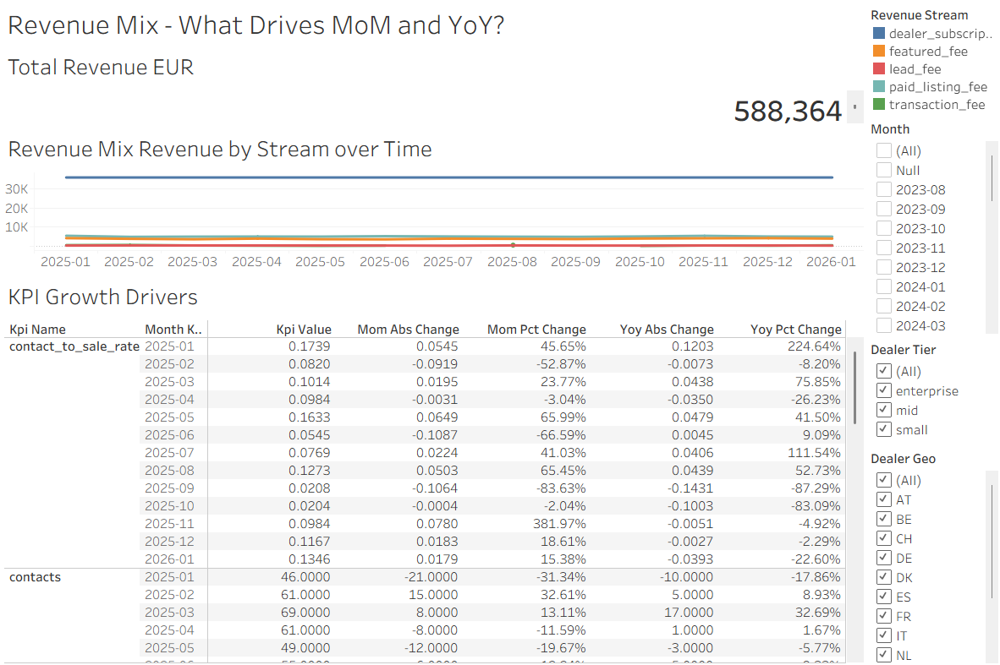 Revenue Mix - What Drives MoM and YoY?
Total Revenue EUR
588,364
Revenue Mix Revenue by Stream over Time
30K
20K
10K
2025-01 2025-02 2025-03 2025-04 2025-05 2025-06 2025-07 2025-08 2025-09 2025-10 2025-11 2025-12 2026-01
KPI Growth Drivers
Kpi Name Month K.. Kpi Value Mom Abs Change Mom Pct Change Yoy Abs Change Yoy Pct Change
contact_to_sale_rate 2025-01 0.1739 0.0545 45.65% 0.1203 224.64%
2025-02 0.0820 -0.0919 -52.87% -0.0073 -8.20%
2025-03 0.1014 0.0195 23.77% 0.0438 75.85%
2025-04 0.0984 -0.0031 -3.04% -0.0350 -26.23%
2025-05 0.1633 0.0649 65.99% 0.0479 41.50%
2025-06 0.0545 -0.1087 -66.59% 0.0045 9.09%
2025-07 0.0769 0.0224 41.03% 0.0406 111.54%
2025-08 0.1273 0.0503 65.45% 0.0439 52.73%
2025-09 0.0208 -0.1064 -83.63% -0.1431 -87.29%
2025-10 0.0204 -0.0004 -2.04% -0.1003 -83.09%
2025-11 0.0984 0.0780 381.97% -0.0051 -4.92%
2025-12 0.1167 0.0183 18.61% -0.0027 -2.29%
2026-01 0.1346 0.0179 15.38% -0.0393 -22.60%
contacts 2025-01 46.0000 -21.0000 -31.34% -10.0000 -17.86%
2025-02 61.0000 15.0000 32.61% 5.0000 8.93%
2025-03 69.0000 8.0000 13.11% 17.0000 32.69%
2025-04 61.0000 -8.0000 -11.59% 1.0000 1.67%
2025-05 49.0000 -12.0000 -19.67% -3.0000 -5.77%
Revenue Stream
dealer_subscrip..
featured_fee
lead_fee
paid_listing_fee
transaction_fee
Month
(All)
Null
2023-08
2023-09
2023-10
2023-11
2023-12
2024-01
2024-02
2024-03
Dealer Tier
(All)
enterprise
mid
small
Dealer Geo
(All)
AT
BE
CH
DE
DK
ES
FR
IT
NL